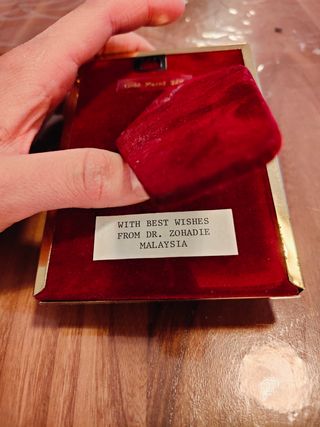 WITH BEST WISHES
FROM DR. ZOHADIE
MALAYSIA